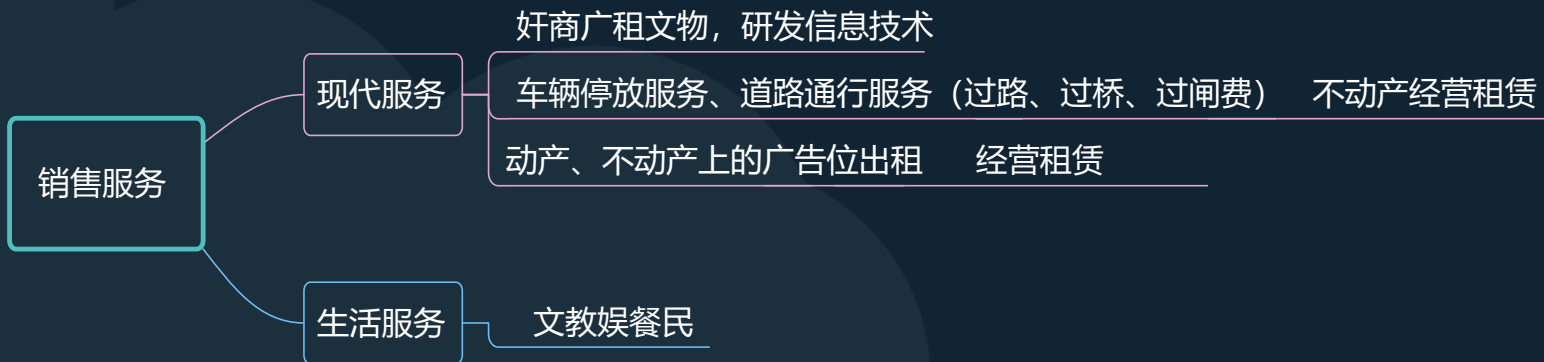 奸商广租文物，研发信息技术
现代服务
车辆停放服务、道路通行服务（过路、过桥、过闸费） 不动产经营租赁
动产、不动产上的广告位出租 经营租赁
销售服务
生活服务
文教娱餐民